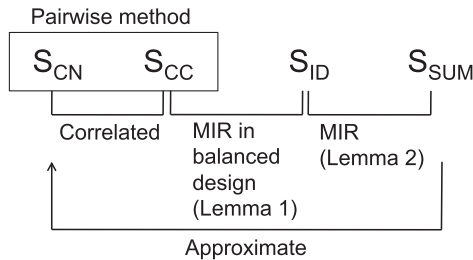 Pairwise method
S_CN S_CC S_ID S_SUM
Correlated
MIR in
balanced
design
(Lemma 1)
MIR
(Lemma 2)
Approximate